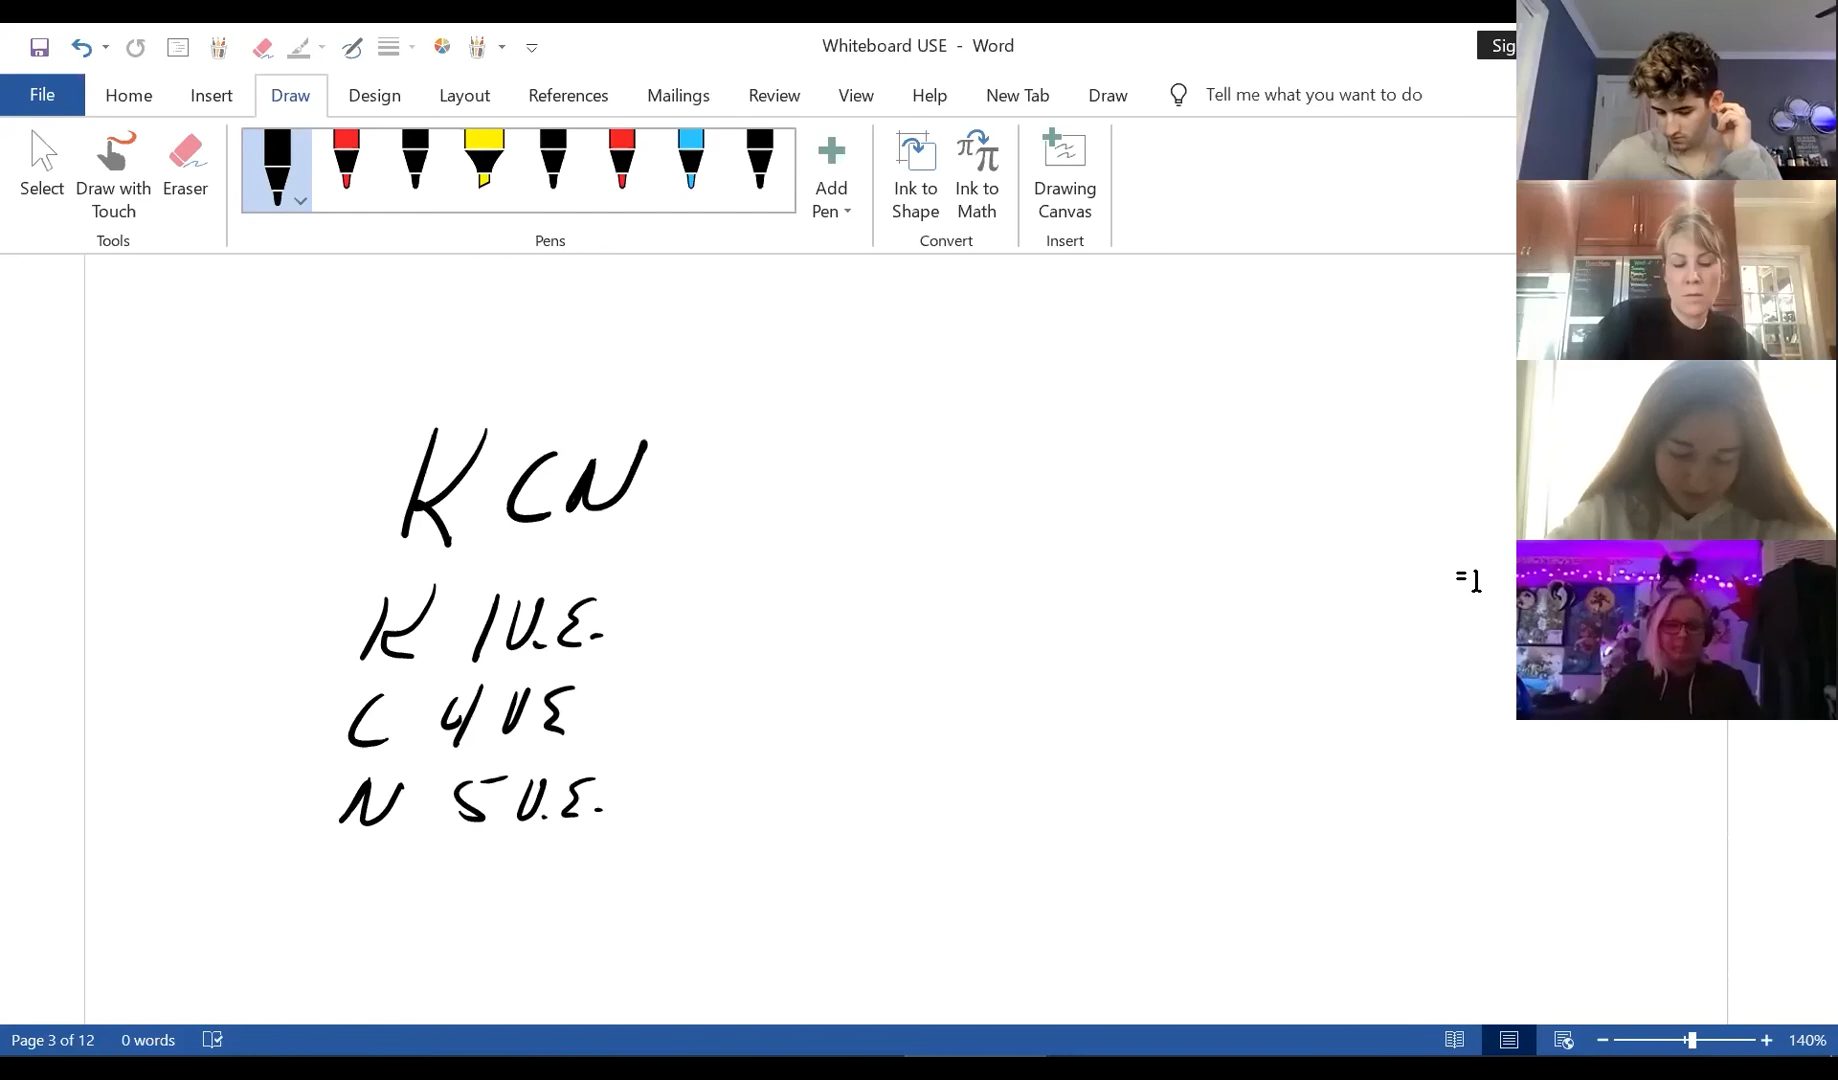 Whiteboard USE - Word
Sig
File Home Insert Draw Design Layout References Mailings Review View Help New Tab Draw Tell me what you want to do
Select Draw with Touch Eraser Add Pen Ink to Shape Ink to Math Drawing Canvas
Tools Pens Convert Insert
KCN
K 1 V.E.
C 4 VE
N 5 V.E.
Page 3 of 12 0 words 140%